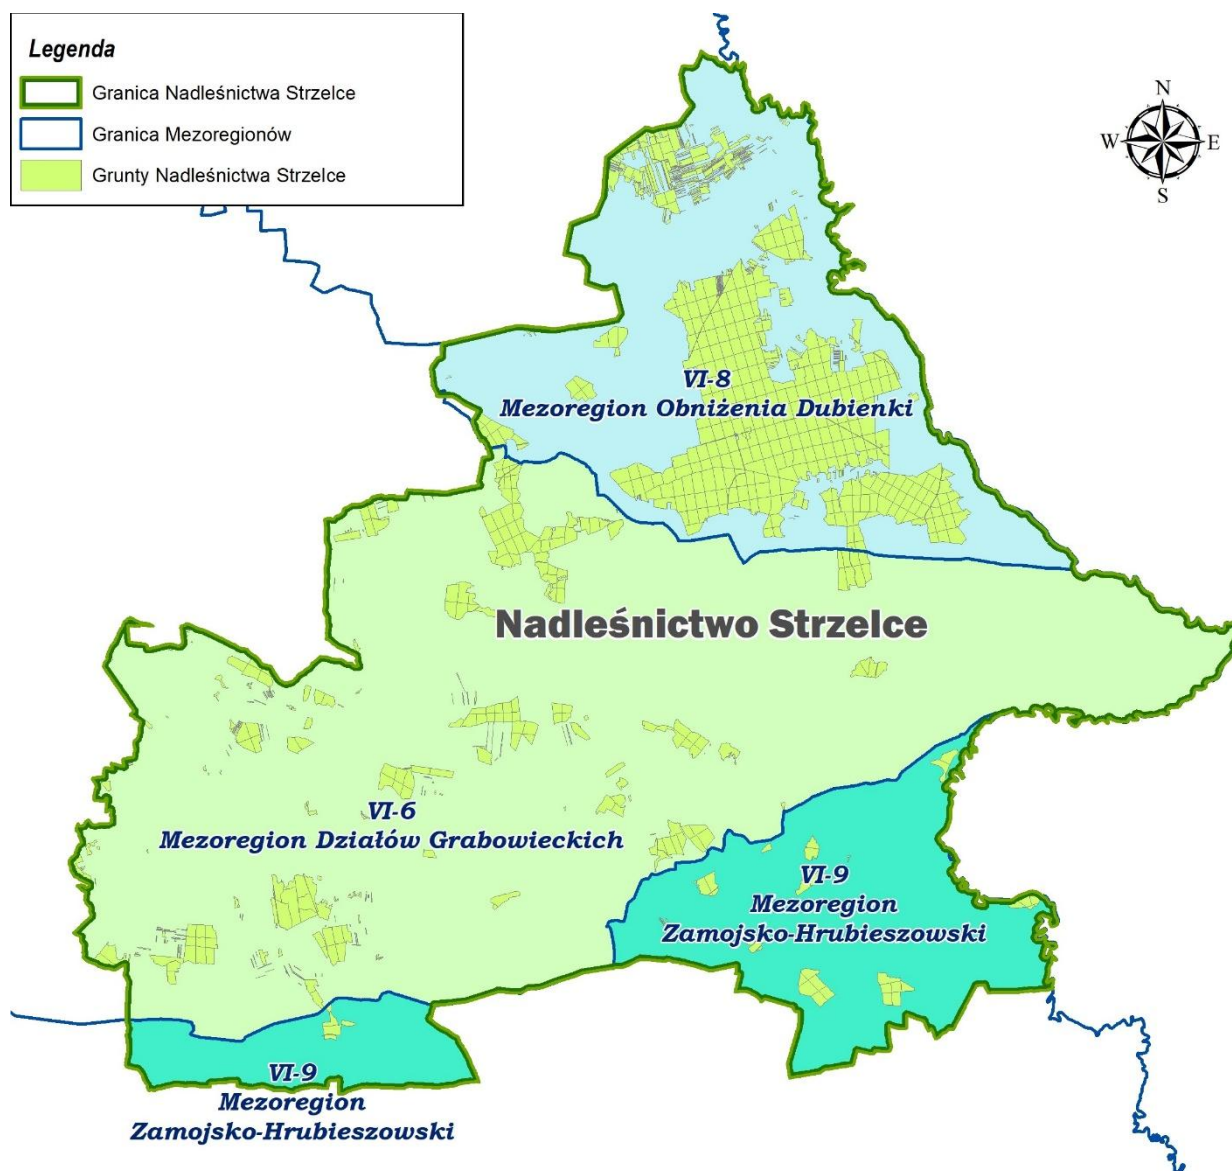 Legenda
Granica Nadleśnictwa Strzelce
Granica Mezoregionów
Grunty Nadleśnictwa Strzelce
N
W
E
S
VI-8
Mezoregion Obniżenia Dubienki
Nadleśnictwo Strzelce
VI-6
Mezoregion Działów Grabowieckich
VI-9
Mezoregion
Zamojsko-Hrubieszowski
VI-9
Mezoregion
Zamojsko-Hrubieszowski